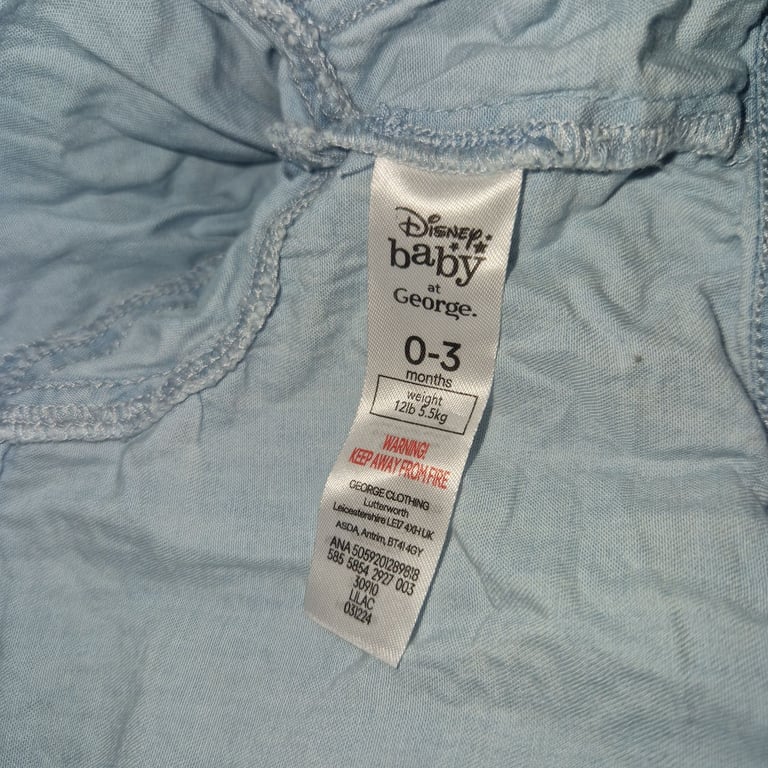 Disney
baby
at
George.
0-3
months
weight
12lb 5.5kg
WARNING!
KEEP AWAY FROM FIRE
GEORGE CLOTHING
Lutterworth
Leicestershire LE17 4XH UK
ASDA, Antrim, BT41 4GY
ANA 5059201289818
585 5854 2927 003
30910
LILAC
031224